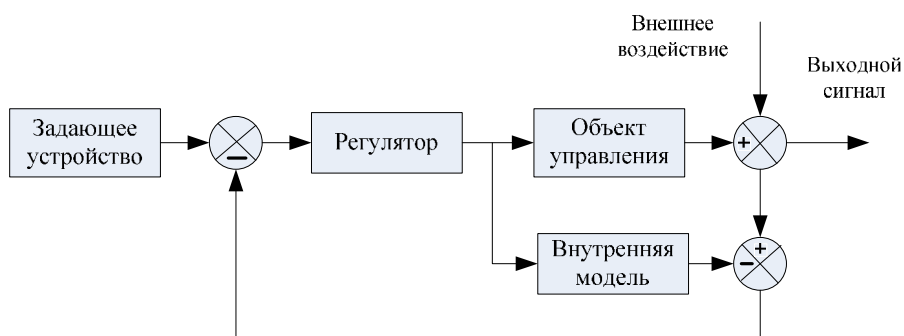 Внешнее
воздействие
Выходной
сигнал
Задающее
устройство
Регулятор
Объект
управления
Внутренняя
модель